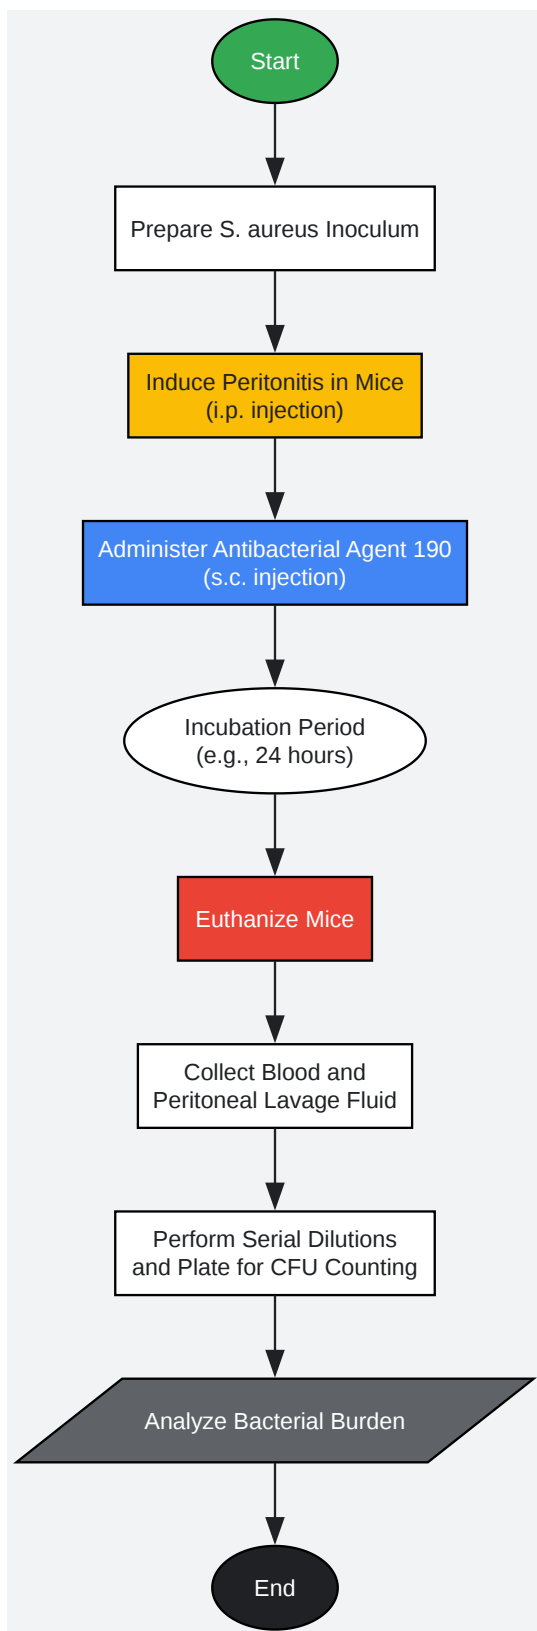 Start
Prepare S. aureus Inoculum
Induce Peritonitis in Mice
(i.p. injection)
Administer Antibacterial Agent 190
(s.c. injection)
Incubation Period
(e.g., 24 hours)
Euthanize Mice
Collect Blood and
Peritoneal Lavage Fluid
Perform Serial Dilutions
and Plate for CFU Counting
Analyze Bacterial Burden
End